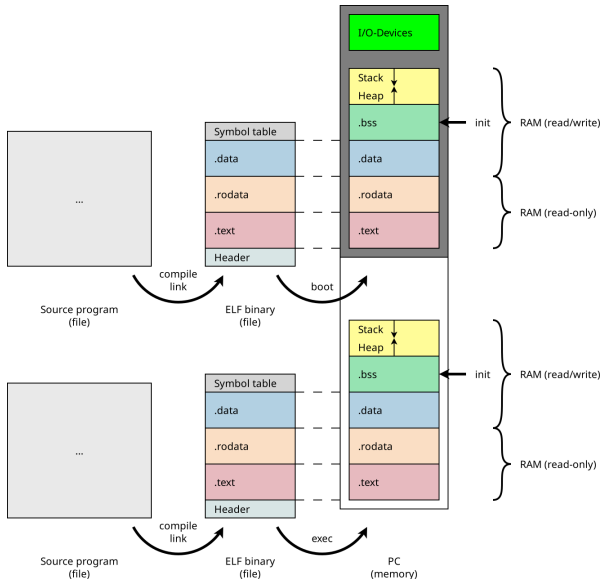 I/O-Devices
Stack
Heap
.bss
init
RAM (read/write)
Symbol table
.data
.data
...
.rodata
.rodata
RAM (read-only)
.text
.text
Header
compile
link
boot
Source program
(file)
ELF binary
(file)
Stack
Heap
.bss
init
RAM (read/write)
Symbol table
.data
.data
...
.rodata
.rodata
RAM (read-only)
.text
.text
Header
compile
link
exec
Source program
(file)
ELF binary
(file)
PC
(memory)